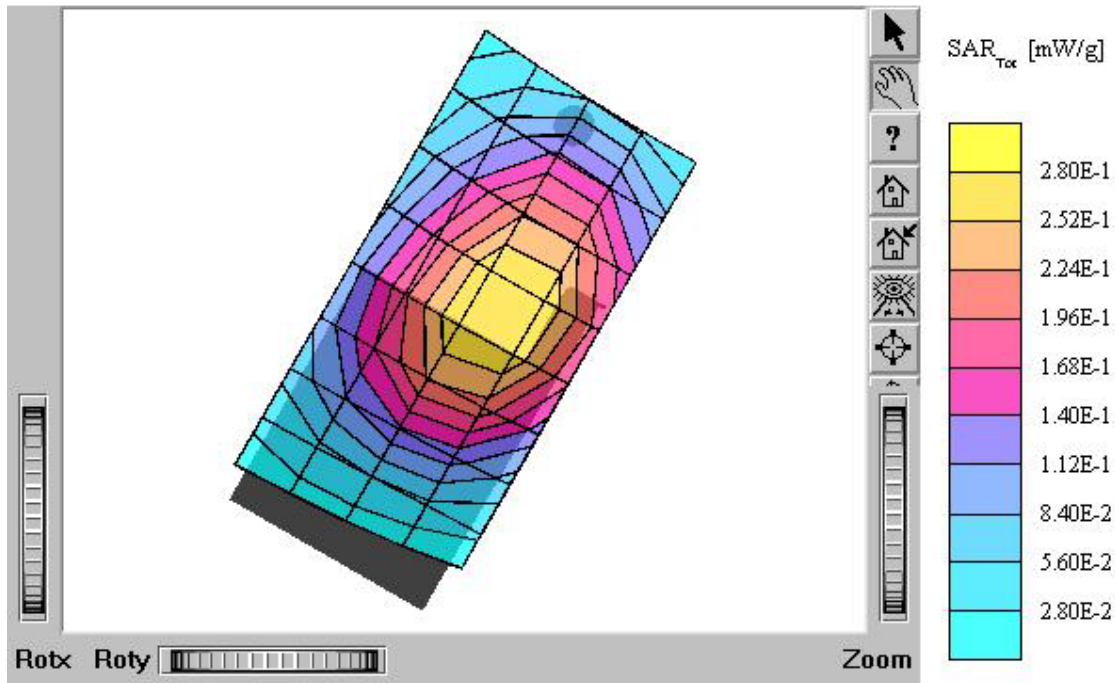 SAR_Tot [mW/g]
?
2.80E-1
2.52E-1
2.24E-1
1.96E-1
1.68E-1
1.40E-1
1.12E-1
8.40E-2
5.60E-2
2.80E-2
Rotx Roty Zoom